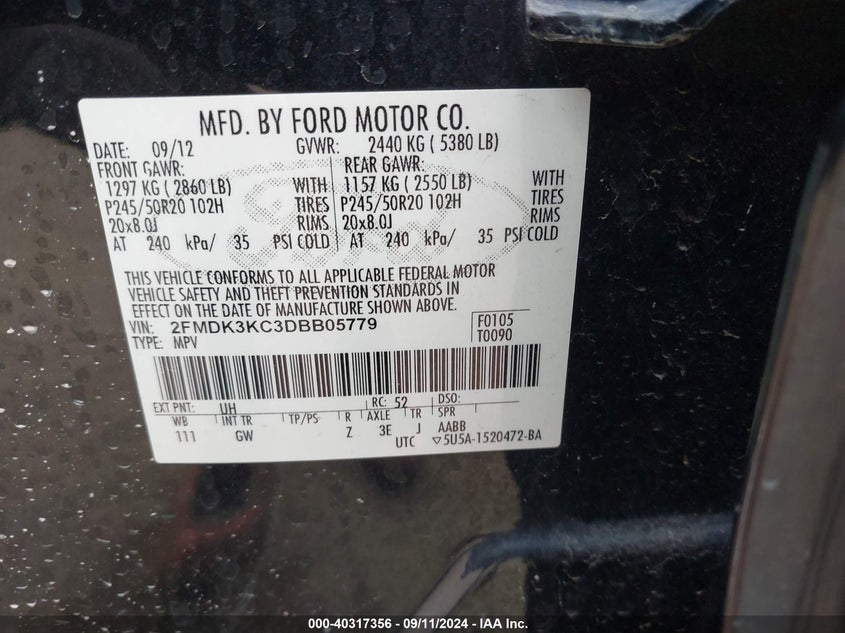 MFD. BY FORD MOTOR CO.
DATE: 09/12 GVWR: 2440 KG ( 5380 LB)
FRONT GAWR: REAR GAWR:
1297 KG ( 2860 LB) WITH 1157 KG ( 2550 LB) WITH
P245/50R20 102H TIRES P245/50R20 102H TIRES
20x8.0J RIMS 20x8.0J RIMS
AT 240 kPa/ 35 PSI COLD AT 240 kPa/ 35 PSI COLD
THIS VEHICLE CONFORMS TO ALL APPLICABLE FEDERAL MOTOR
VEHICLE SAFETY AND THEFT PREVENTION STANDARDS IN
EFFECT ON THE DATE OF MANUFACTURE SHOWN ABOVE.
VIN: 2FMDK3KC3DBB05779 F0105
TYPE: MPV T0090
EXT PNT: UH RC: 52 DSO:
WB INT TR TP/PS R AXLE TR SPR
111 GW Z 3E J AABB
UTC ▽5U5A-1520472-BA
Ford
000-40317356 - 09/11/2024 - IAA Inc.